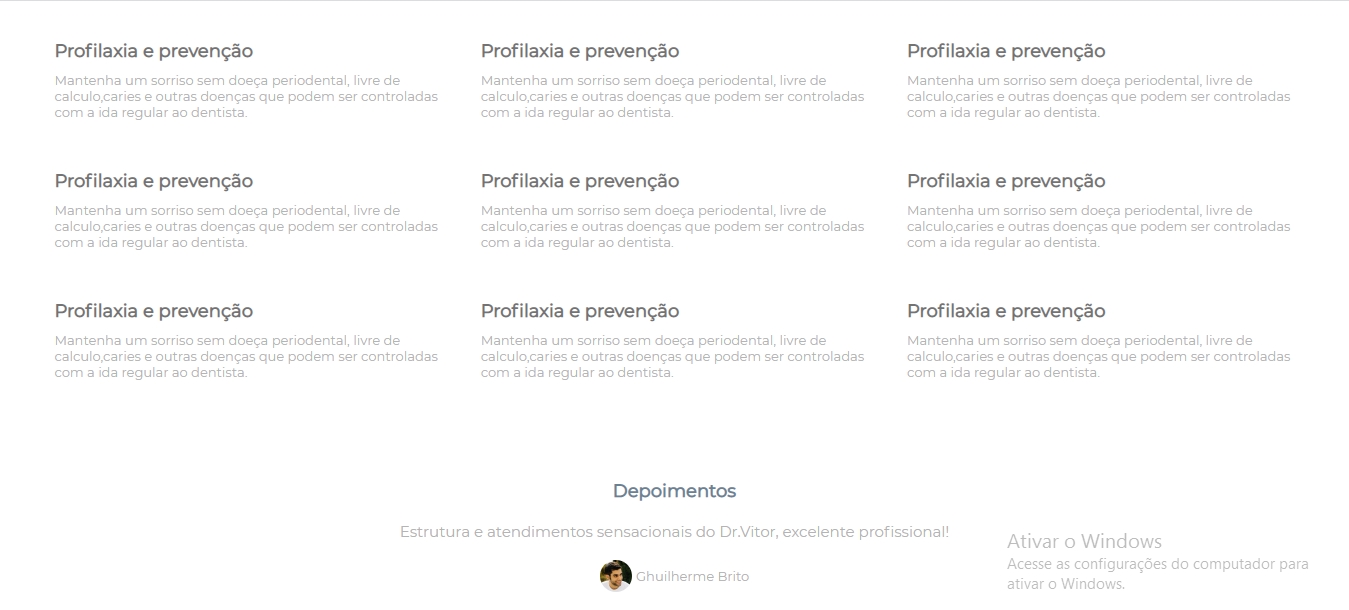 Profilaxia e prevenção
Mantenha um sorriso sem doeça periodental, livre de
calculo,caries e outras doenças que podem ser controladas
com a ida regular ao dentista.
Profilaxia e prevenção
Mantenha um sorriso sem doeça periodental, livre de
calculo,caries e outras doenças que podem ser controladas
com a ida regular ao dentista.
Profilaxia e prevenção
Mantenha um sorriso sem doeça periodental, livre de
calculo,caries e outras doenças que podem ser controladas
com a ida regular ao dentista.
Profilaxia e prevenção
Mantenha um sorriso sem doeça periodental, livre de
calculo,caries e outras doenças que podem ser controladas
com a ida regular ao dentista.
Profilaxia e prevenção
Mantenha um sorriso sem doeça periodental, livre de
calculo,caries e outras doenças que podem ser controladas
com a ida regular ao dentista.
Profilaxia e prevenção
Mantenha um sorriso sem doeça periodental, livre de
calculo,caries e outras doenças que podem ser controladas
com a ida regular ao dentista.
Profilaxia e prevenção
Mantenha um sorriso sem doeça periodental, livre de
calculo,caries e outras doenças que podem ser controladas
com a ida regular ao dentista.
Profilaxia e prevenção
Mantenha um sorriso sem doeça periodental, livre de
calculo,caries e outras doenças que podem ser controladas
com a ida regular ao dentista.
Profilaxia e prevenção
Mantenha um sorriso sem doeça periodental, livre de
calculo,caries e outras doenças que podem ser controladas
com a ida regular ao dentista.
Depoimentos
Estrutura e atendimentos sensacionais do Dr.Vitor, excelente profissional!
Ghuilherme Brito
Ativar o Windows
Acesse as configurações do computador para
ativar o Windows.